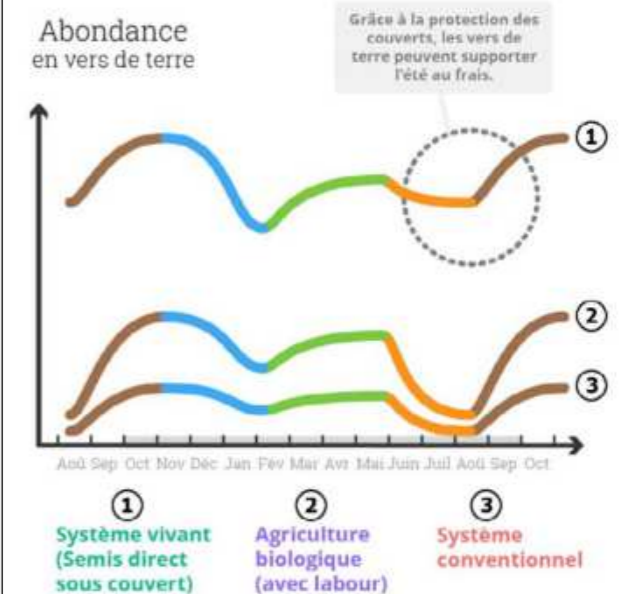 Abondance
en vers de terre
Grâce à la protection des
couverts, les vers de
terre peuvent supporter
l'été au frais.
1
2
3
Aoû Sep Oct Nov Déc Jan Fev Mar Avr Mai Juin Juil Aoû Sep Oct
1
Système vivant
(Semis direct
sous couvert)
2
Agriculture
biologique
(avec labour)
3
Système
conventionnel